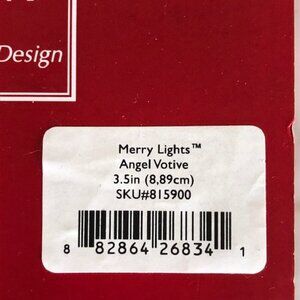 Design
Merry Lights™
Angel Votive
3.5in (8,89cm)
SKU#815900
8 82864 26834 1